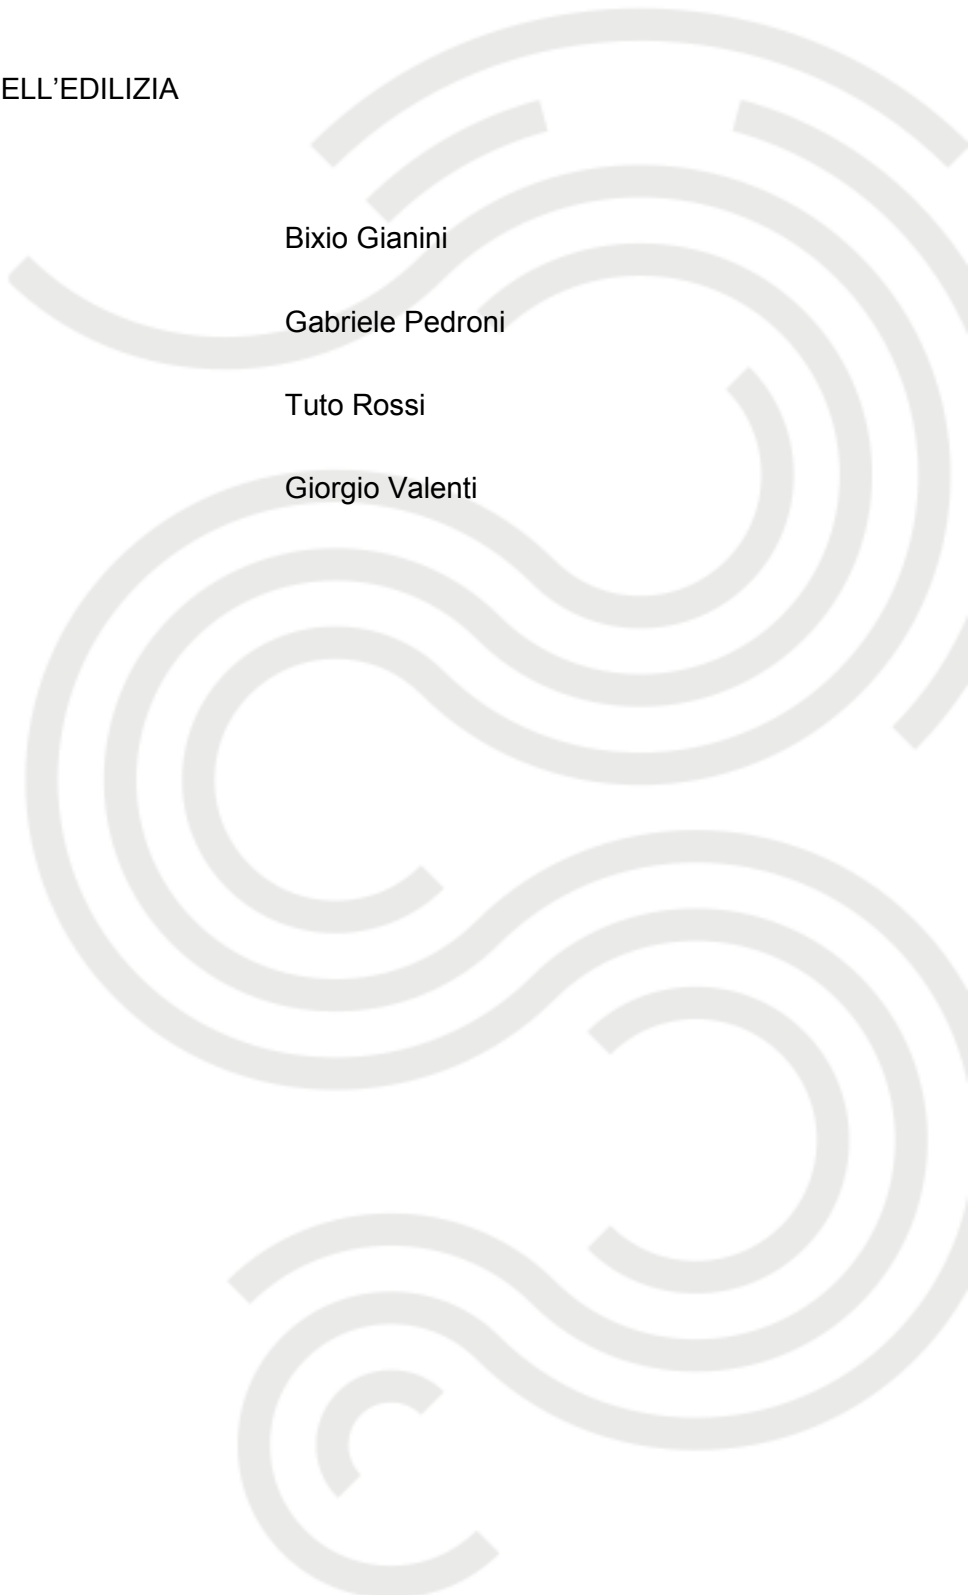 ELL’EDILIZIA
Bixio Gianini
Gabriele Pedroni
Tuto Rossi
Giorgio Valenti